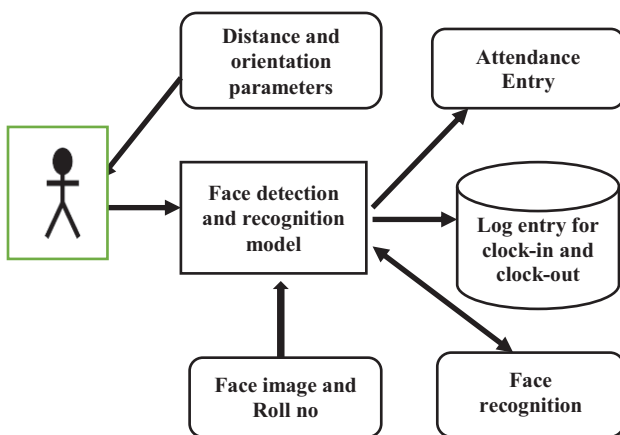 Distance and
orientation
parameters
Attendance
Entry
Face detection
and recognition
model
Log entry for
clock-in and
clock-out
Face image and
Roll no
Face
recognition